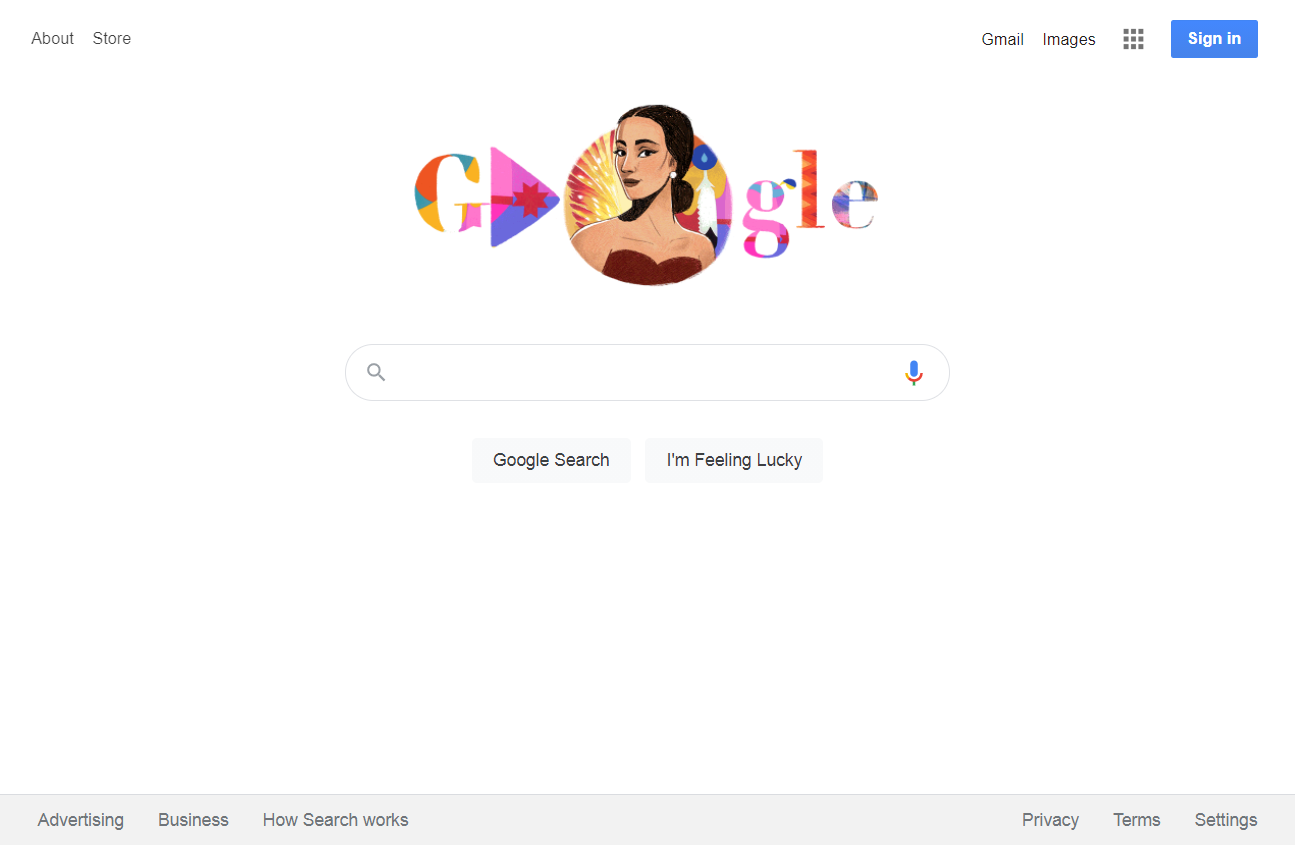 About Store
Gmail Images Sign in
Google
Google Search I'm Feeling Lucky
Advertising Business How Search works
Privacy Terms Settings